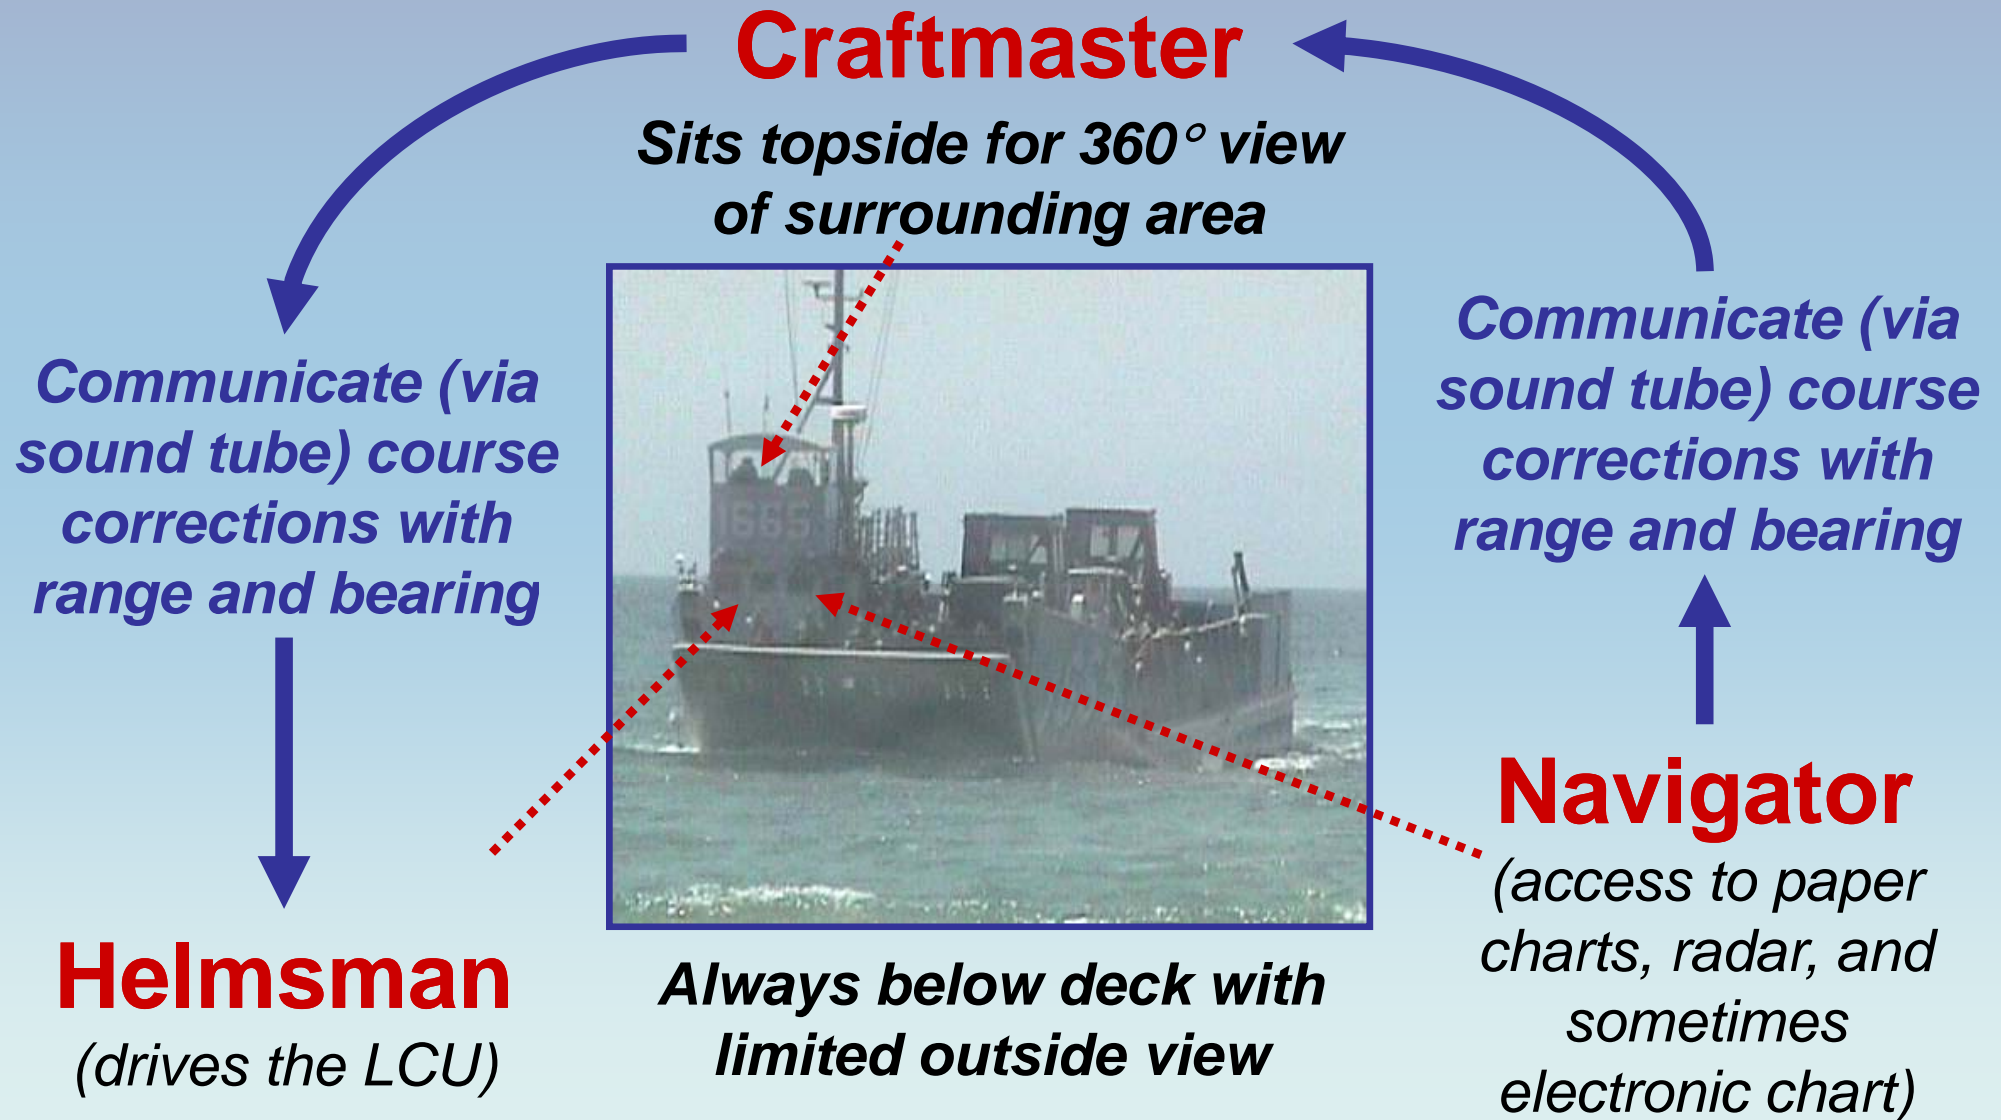 Craftmaster
Sits topside for 360° view
of surrounding area
Communicate (via
sound tube) course
corrections with
range and bearing
Communicate (via
sound tube) course
corrections with
range and bearing
1665
Helmsman
(drives the LCU)
Always below deck with
limited outside view
Navigator
(access to paper
charts, radar, and
sometimes
electronic chart)